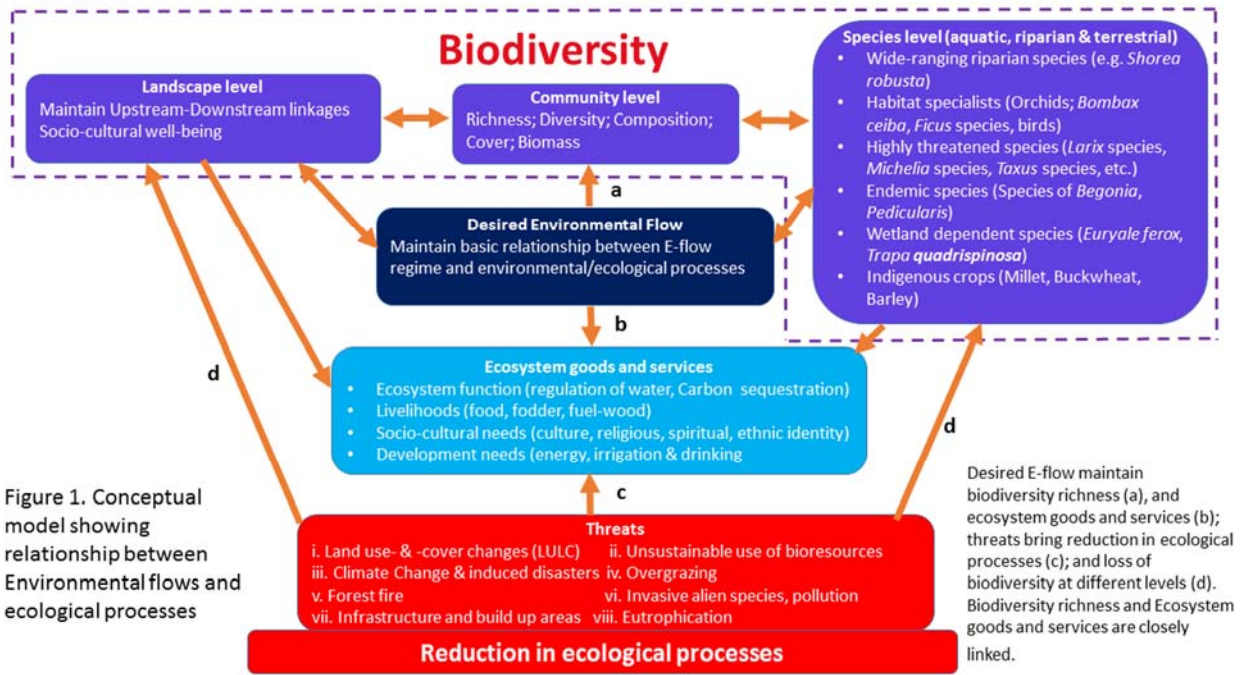 Biodiversity
Landscape level
Maintain Upstream-Downstream linkages
Socio-cultural well-being
Community level
Richness; Diversity; Composition;
Cover; Biomass
Species level (aquatic, riparian & terrestrial)
• Wide-ranging riparian species (e.g. Shorea
robusta)
• Habitat specialists (Orchids; Bombax
ceiba, Ficus species, birds)
• Highly threatened species (Larix species,
Michelia species, Taxus species, etc.)
• Endemic species (Species of Begonia,
Pedicularis)
• Wetland dependent species (Euryale ferox,
Trapa quadrispinosa)
• Indigenous crops (Millet, Buckwheat,
Barley)
a
Desired Environmental Flow
Maintain basic relationship between E-flow
regime and environmental/ecological processes
b
Ecosystem goods and services
• Ecosystem function (regulation of water, Carbon sequestration)
• Livelihoods (food, fodder, fuel-wood)
• Socio-cultural needs (culture, religious, spiritual, ethnic identity)
• Development needs (energy, irrigation & drinking
d
d
c
Threats
i. Land use- & -cover changes (LULC) ii. Unsustainable use of bioresources
iii. Climate Change & induced disasters iv. Overgrazing
v. Forest fire vi. Invasive alien species, pollution
vii. Infrastructure and build up areas viii. Eutrophication
Reduction in ecological processes
Figure 1. Conceptual
model showing
relationship between
Environmental flows and
ecological processes
Desired E-flow maintain
biodiversity richness (a), and
ecosystem goods and services (b);
threats bring reduction in ecological
processes (c); and loss of
biodiversity at different levels (d).
Biodiversity richness and Ecosystem
goods and services are closely
linked.